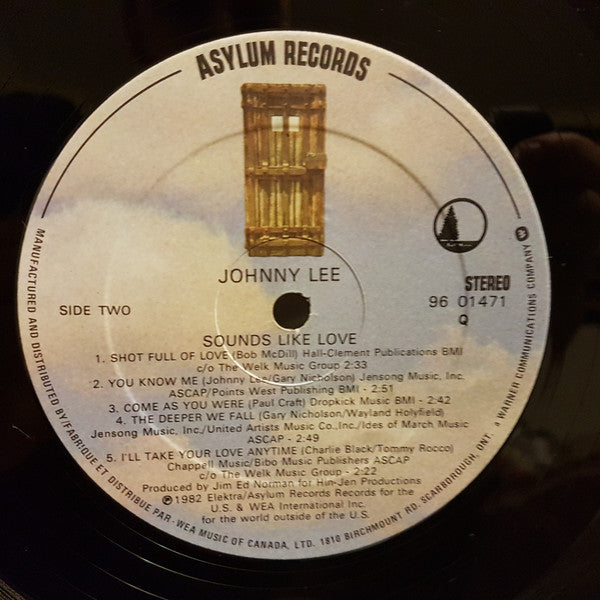 ASYLUM RECORDS
JOHNNY LEE
SIDE TWO
STEREO
96 01471
Q
SOUNDS LIKE LOVE
1. SHOT FULL OF LOVE (Bob McDill) Hall-Clement Publications BMI
c/o The Welk Music Group 2:33
2. YOU KNOW ME (Johnny Lee/Gary Nicholson) Jensong Music, Inc.
ASCAP/Points West Publishing BMI - 2:51
3. COME AS YOU WERE (Paul Craft) Dropkick Music BMI - 2:42
4. THE DEEPER WE FALL (Gary Nicholson/Wayland Holyfield)
Jensong Music, Inc./United Artists Music Co., Inc./Ides of March Music
ASCAP - 2:49
5. I'LL TAKE YOUR LOVE ANYTIME (Charlie Black/Tommy Rocco)
Chappell Music/Bibo Music Publishers ASCAP
c/o The Welk Music Group - 2:22
Produced by Jim Ed Norman for Hin-Jen Productions
℗1982 Elektra/Asylum Records Records for the
U.S. & WEA International Inc.
for the world outside of the U.S.
MANUFACTURED AND DISTRIBUTED BY/FABRIQUE ET DISTRIBUE PAR-WEA MUSIC OF CANADA, LTD. 1810 BIRCHMOUNT RD. SCARBOROUGH, ONT. a WARNER COMMUNICATIONS COMPANY